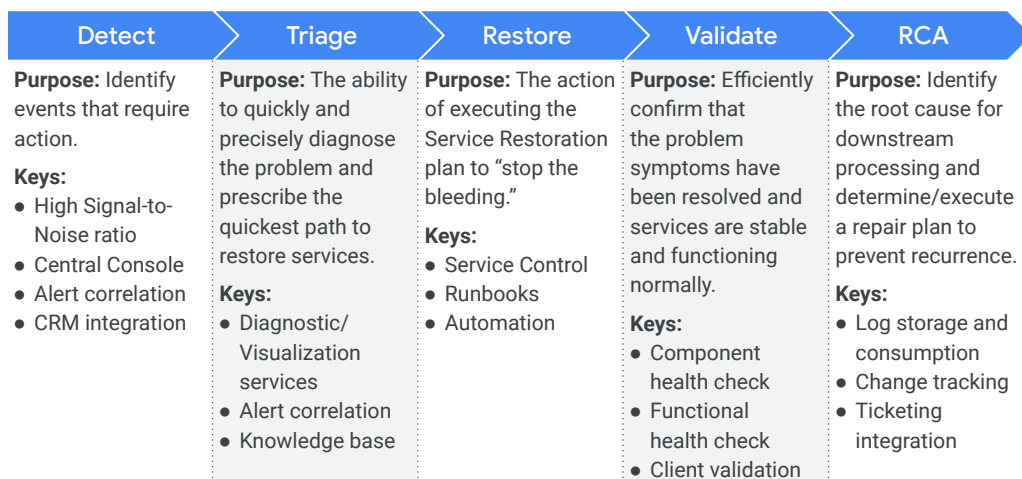 Detect
Triage
Restore
Validate
RCA
Purpose: Identify
events that require
action.
Keys:
● High Signal-to-
Noise ratio
● Central Console
● Alert correlation
● CRM integration
Purpose: The ability
to quickly and
precisely diagnose
the problem and
prescribe the
quickest path to
restore services.
Keys:
● Diagnostic/
Visualization
services
● Alert correlation
● Knowledge base
Purpose: The action
of executing the
Service Restoration
plan to “stop the
bleeding.”
Keys:
● Service Control
● Runbooks
● Automation
Purpose: Efficiently
confirm that
the problem
symptoms have
been resolved and
services are stable
and functioning
normally.
Keys:
● Component
health check
● Functional
health check
● Client validation
Purpose: Identify
the root cause for
downstream
processing and
determine/execute
a repair plan to
prevent recurrence.
Keys:
● Log storage and
consumption
● Change tracking
● Ticketing
integration